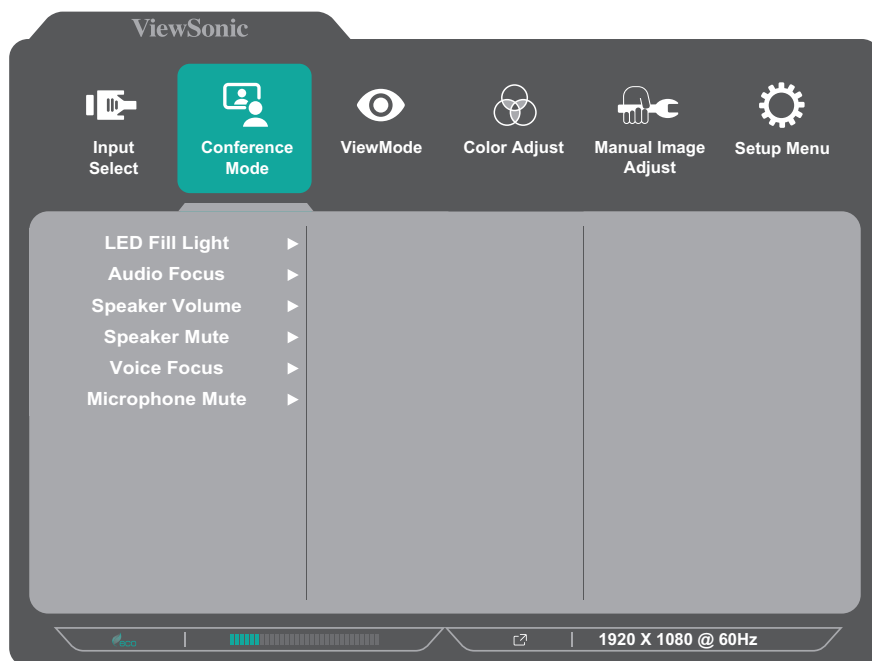 ViewSonic
Input
Select
Conference
Mode
ViewMode
Color Adjust
Manual Image
Adjust
Setup Menu
LED Fill Light
Audio Focus
Speaker Volume
Speaker Mute
Voice Focus
Microphone Mute
eco
1920 X 1080 @ 60Hz